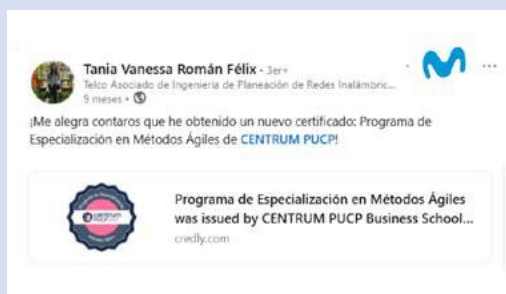 Tania Vanessa Román Félix · 3er+
Telco Asociado de Ingeniería de Planeación de Redes Inalámbric...
9 meses •
¡Me alegra contaros que he obtenido un nuevo certificado: Programa de
Especialización en Métodos Ágiles de CENTRUM PUCP!
centrum
Programa de Especialización en Métodos Ágiles
was issued by CENTRUM PUCP Business School...
credly.com